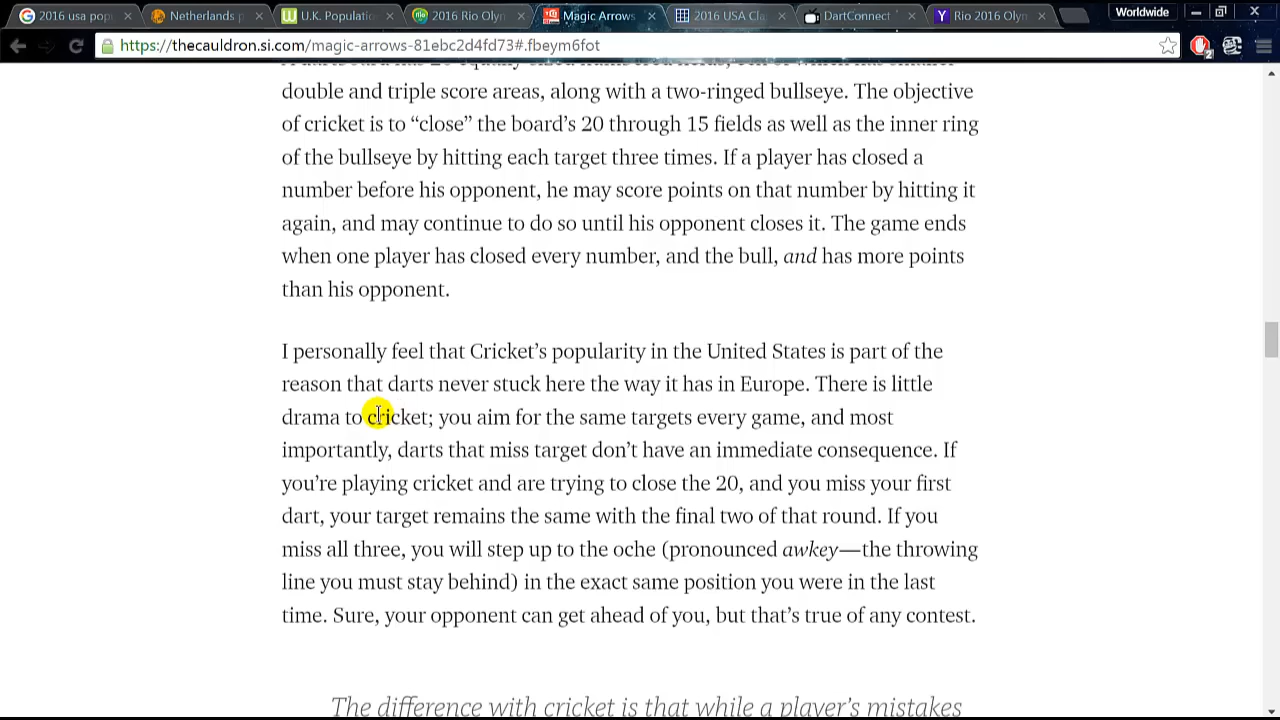 2016 usa pop
Netherlands p
U.K. Populatio
2016 Rio Olyn
Magic Arrows
2016 USA Cla
DartConnect
Rio 2016 Olyn
Worldwide
https://thecauldron.si.com/magic-arrows-81ebc2d4fd73#.fbeym6fot
double and triple score areas, along with a two-ringed bullseye. The objective
of cricket is to “close” the board’s 20 through 15 fields as well as the inner ring
of the bullseye by hitting each target three times. If a player has closed a
number before his opponent, he may score points on that number by hitting it
again, and may continue to do so until his opponent closes it. The game ends
when one player has closed every number, and the bull, and has more points
than his opponent.
I personally feel that Cricket’s popularity in the United States is part of the
reason that darts never stuck here the way it has in Europe. There is little
drama to cricket; you aim for the same targets every game, and most
importantly, darts that miss target don’t have an immediate consequence. If
you’re playing cricket and are trying to close the 20, and you miss your first
dart, your target remains the same with the final two of that round. If you
miss all three, you will step up to the oche (pronounced awkey—the throwing
line you must stay behind) in the exact same position you were in the last
time. Sure, your opponent can get ahead of you, but that’s true of any contest.
The difference with cricket is that while a player’s mistakes